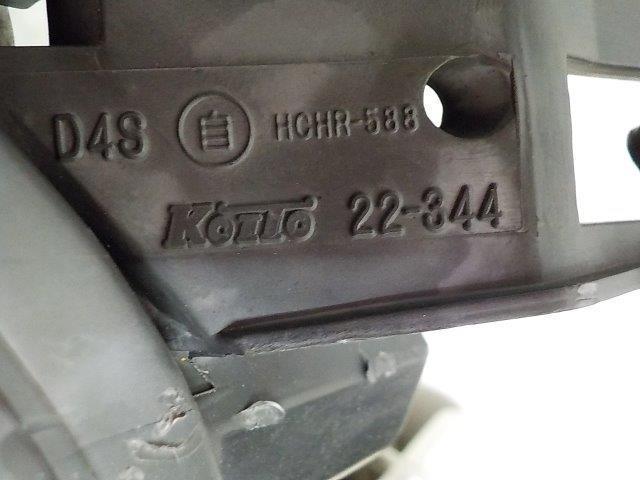 D4S 自 HCHR-588
KOITO 22-344